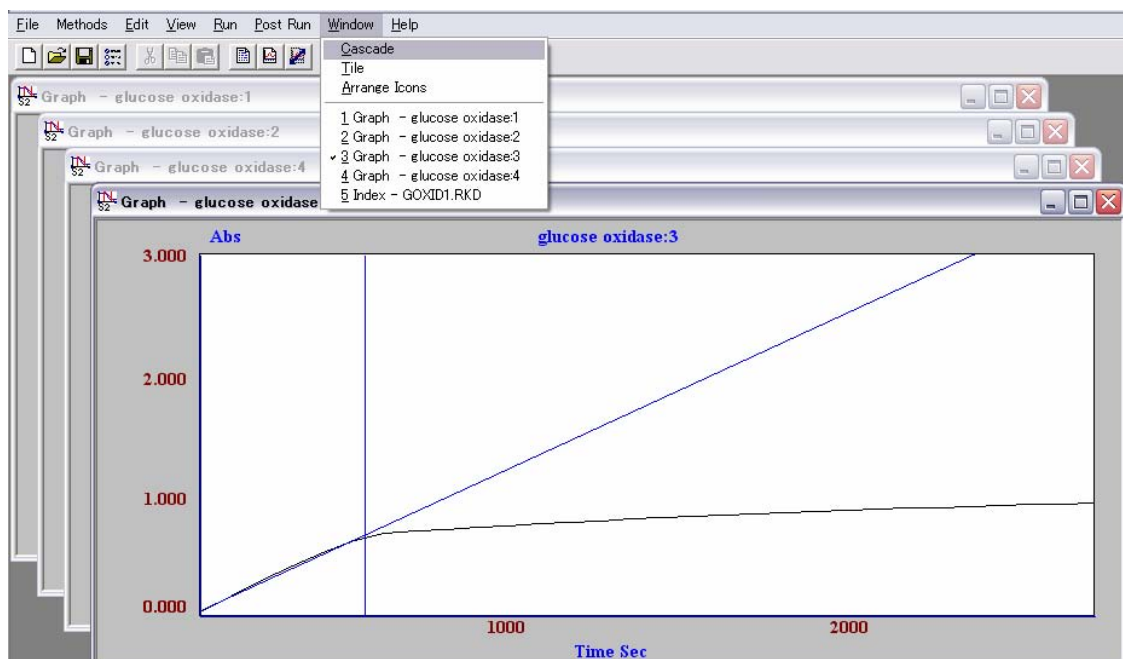 File Methods Edit View Run Post Run Window Help
Cascade
Tile
Arrange Icons
1 Graph - glucose oxidase:1
2 Graph - glucose oxidase:2
3 Graph - glucose oxidase:3
4 Graph - glucose oxidase:4
5 Index - GOXID1.RKD
Graph - glucose oxidase:1
Graph - glucose oxidase:2
Graph - glucose oxidase:4
Graph - glucose oxidase
Abs
glucose oxidase:3
3.000
2.000
1.000
0.000
1000 2000
Time Sec